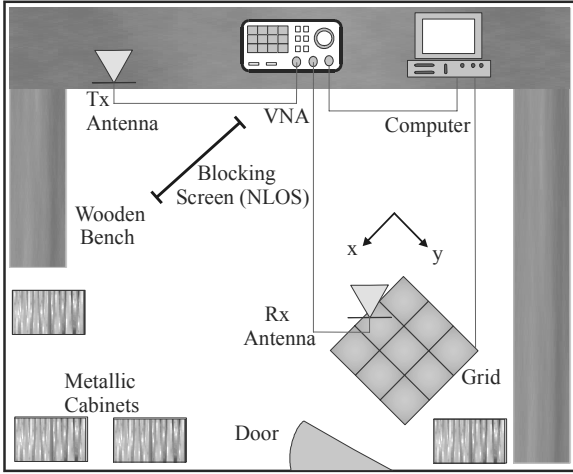 Tx
Antenna
VNA
Computer
Blocking
Screen (NLOS)
Wooden
Bench
x
y
Rx
Antenna
Grid
Metallic
Cabinets
Door